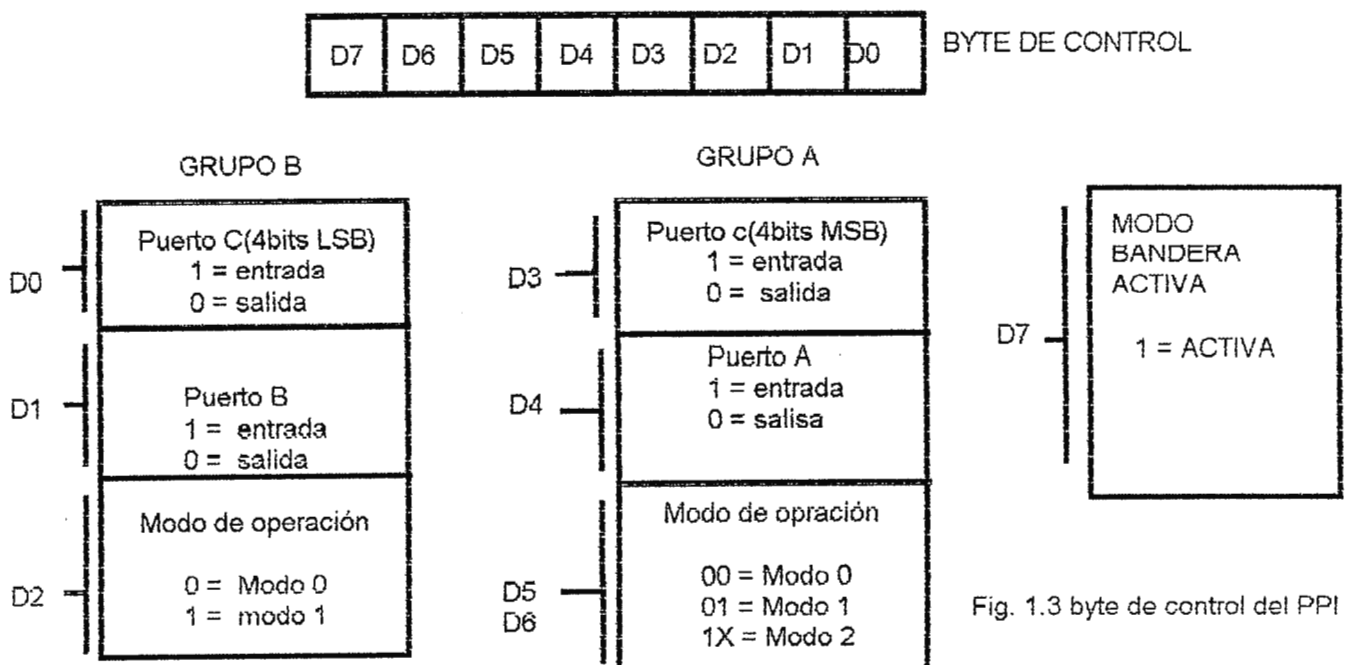 D7 D6 D5 D4 D3 D2 D1 D0 BYTE DE CONTROL
GRUPO B
D0
Puerto C(4bits LSB)
1 = entrada
0 = salida
D1
Puerto B
1 = entrada
0 = salida
D2
Modo de operación
0 = Modo 0
1 = modo 1
GRUPO A
D3
Puerto c(4bits MSB)
1 = entrada
0 = salida
D4
Puerto A
1 = entrada
0 = salisa
D5
D6
Modo de opración
00 = Modo 0
01 = Modo 1
1X = Modo 2
D7
MODO
BANDERA
ACTIVA
1 = ACTIVA
Fig. 1.3 byte de control del PPI